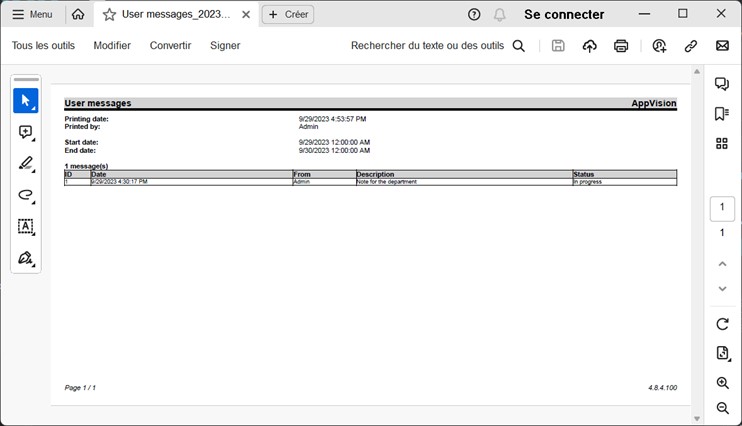 Menu
User messages_2023...
Créer
Se connecter
Tous les outils
Modifier
Convertir
Signer
Rechercher du texte ou des outils
User messages
AppVision
Printing date: 9/29/2023 4:53:57 PM
Printed by: Admin
Start date: 9/29/2023 12:00:00 AM
End date: 9/30/2023 12:00:00 AM
1 message(s)
ID Date From Description Status
1 9/29/2023 4:30:17 PM Admin Note for the department In progress
1
1
Page 1 / 1
4.8.4.100